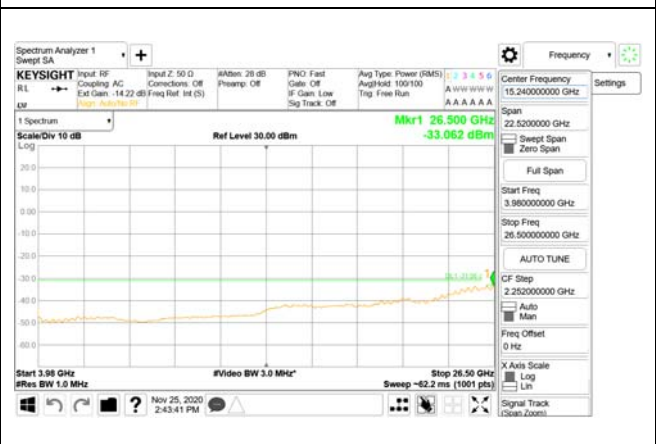 Spectrum Analyzer 1
Swept SA
Frequency
Settings
KEYSIGHT
RL
Input: RF
Coupling: AC
Ext Gain: -14.22 dB
Align: Auto/No RF
Input Z: 50 Ω
Corrections: Off
Freq Ref: Int (S)
#Atten: 28 dB
Preamp: Off
PNO: Fast
Gate: Off
IF Gain: Low
Sig Track: Off
Avg Type: Power (RMS)
Avg|Hold: 100/100
Trig: Free Run
1 2 3 4 5 6
A W W W W W
A A A A A A
1 Spectrum
Scale/Div 10 dB
Log
Ref Level 30.00 dBm
Mkr1 26.500 GHz
-33.062 dBm
20.0
10.0
0.00
-10.0
-20.0
-30.0
-40.0
-50.0
-60.0
1
Start 3.98 GHz
#Res BW 1.0 MHz
#Video BW 3.0 MHz*
Stop 26.50 GHz
Sweep ~62.2 ms (1001 pts)
Nov 25, 2020
2:43:41 PM
Center Frequency
15.240000000 GHz
Span
22.5200000 GHz
Swept Span
Zero Span
Full Span
Start Freq
3.980000000 GHz
Stop Freq
26.500000000 GHz
AUTO TUNE
CF Step
2.252000000 GHz
Auto
Man
Freq Offset
0 Hz
X Axis Scale
Log
Lin
Signal Track
(Span Zoom)